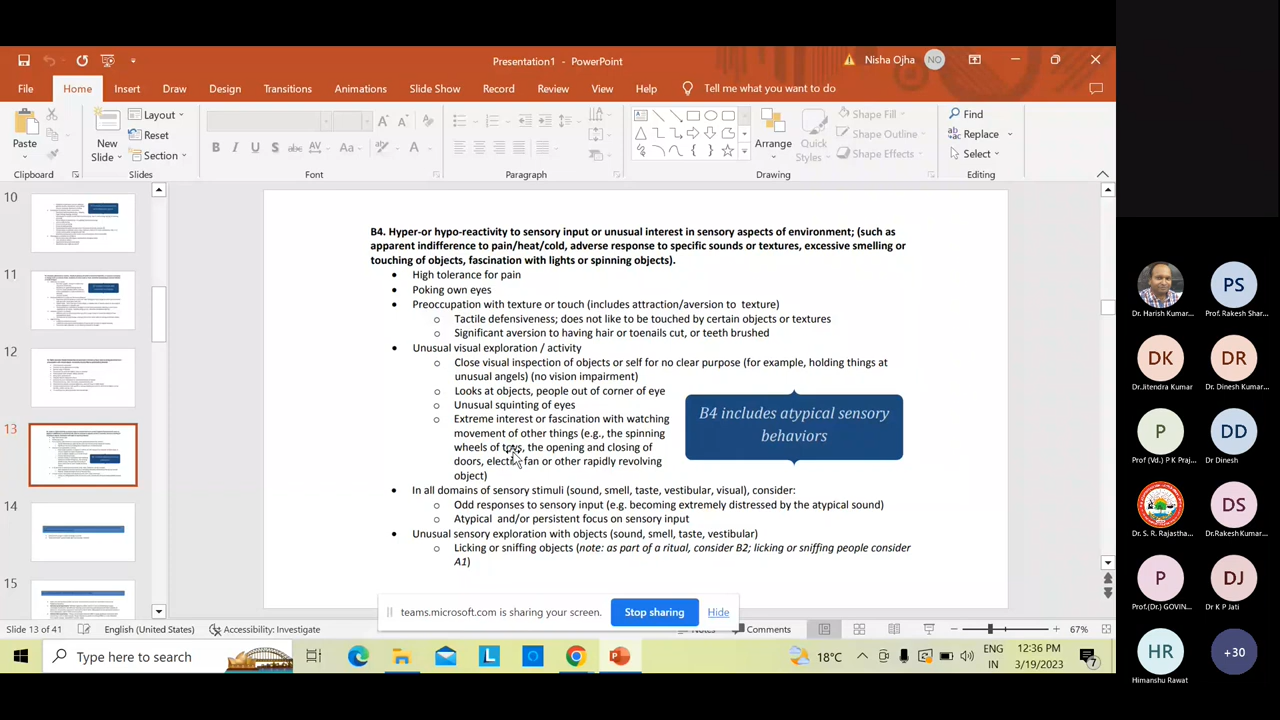 Presentation1 - PowerPoint
Nisha Ojha
NO
File
Home
Insert
Draw
Design
Transitions
Animations
Slide Show
Record
Review
View
Help
Tell me what you want to do
Paste
Clipboard
New
Slide
Layout
Reset
Section
Slides
B I U S abc AV Aa A
Font
Paragraph
Arrange
Quick
Styles
Shape Fill
Shape Outline
Shape Effects
Drawing
Find
Replace
Select
Editing
10
11
12
13
14
15
B4. Hyper-or hypo-reactivity to sensory input or unusual interest in sensory aspects of environment; (such as
apparent indifference to pain/heat/cold, adverse response to specific sounds or textures, excessive smelling or
touching of objects, fascination with lights or spinning objects).
• High tolerance for pain
• Poking own eyes
• Preoccupation with texture or touch (includes attraction/aversion to texture)
o Tactile defensiveness; does not like to be touched by certain objects or textures
o Significant aversion to having hair or toenails cut, or teeth brushed
• Unusual visual exploration / activity
o Close visual inspection of objects or self for no clear purpose (for example, holding things at
unusual angels) (no vision impairment)
o Looks at objects, people out of corner of eye
o Unusual squinting of eyes
o Extreme interest or fascination with watching
movement of other things (e.g., the spinning
wheels of toys, the opening and closing of
doors, electric fan or other rapidly revolving
object)
B4 includes atypical sensory
behaviors
• In all domains of sensory stimuli (sound, smell, taste, vestibular, visual), consider:
o Odd responses to sensory input (e.g. becoming extremely distressed by the atypical sound)
o Atypical and/or persistent focus on sensory input
• Unusual sensory exploration with objects (sound, smell, taste, vestibular)
o Licking or sniffing objects (note: as part of a ritual, consider B2; licking or sniffing people consider
A1)
teams.microsoft.com is sharing your screen.
Stop sharing
Hide
Slide 13 of 41
English (United States)
Accessibility: Investigate
Notes
Comments
67%
Type here to search
18°C
ENG
IN
12:36 PM
3/19/2023
7
Dr. Harish Kumar...
PS
Prof. Rakesh Shar...
DK
Dr.Jitendra Kumar
DR
Dr. Dinesh Kumar...
P
Prof (Vd.) P K Praj...
DD
Dr Dinesh
Dr. S. R. Rajastha...
DS
Dr.Rakesh Kumar...
P
Prof.(Dr.) GOVIN...
DJ
Dr K P Jati
HR
Himanshu Rawat
+30